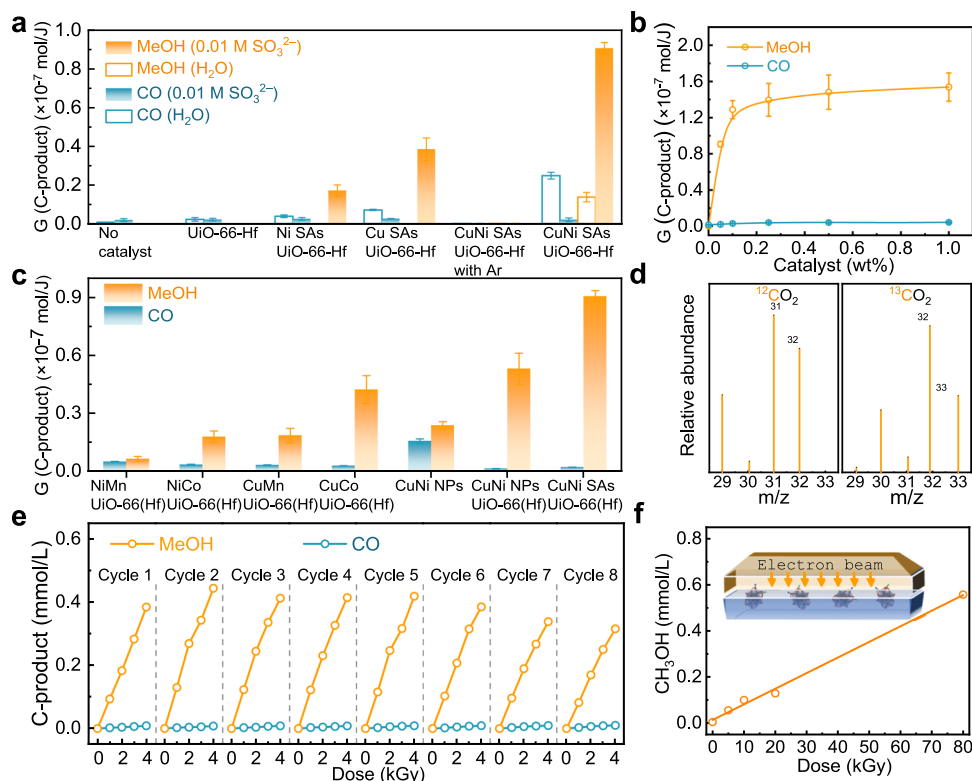 a
MeOH (0.01 M SO₃²⁻)
MeOH (H₂O)
CO (0.01 M SO₃²⁻)
CO (H₂O)
G (C-product) (×10⁻⁷ mol/J)
1.0
0.8
0.6
0.4
0.2
0.0
No catalyst
UiO-66-Hf
Ni SAs UiO-66-Hf
Cu SAs UiO-66-Hf
CuNi SAs UiO-66-Hf with Ar
CuNi SAs UiO-66-Hf
b
MeOH
CO
G (C-product) (×10⁻⁷ mol/J)
2.0
1.6
1.2
0.8
0.4
0.0
0.0 0.2 0.4 0.6 0.8 1.0
Catalyst (wt%)
c
MeOH
CO
G (C-product) (×10⁻⁷ mol/J)
0.9
0.6
0.3
0.0
NiMn UiO-66(Hf)
NiCo UiO-66(Hf)
CuMn UiO-66(Hf)
CuCo UiO-66(Hf)
CuNi NPs
CuNi NPs UiO-66(Hf)
CuNi SAs UiO-66(Hf)
d
Relative abundance
¹²CO₂
31
32
29 30 31 32 33
m/z
¹³CO₂
32
33
29 30 31 32 33
m/z
e
MeOH
CO
C-product (mmol/L)
0.6
0.4
0.2
0.0
Cycle 1 Cycle 2 Cycle 3 Cycle 4 Cycle 5 Cycle 6 Cycle 7 Cycle 8
0 2 4 0 2 4 0 2 4 0 2 4 0 2 4 0 2 4 0 2 4 0 2 4
Dose (kGy)
f
Electron beam
CH₃OH (mmol/L)
0.8
0.6
0.4
0.2
0.0
0 10 20 30 40 50 60 70 80
Dose (kGy)